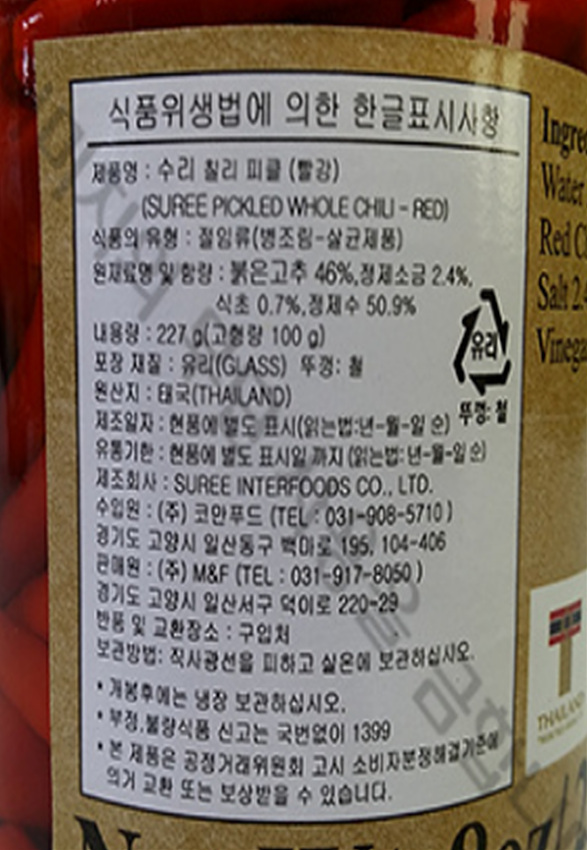 식품위생법에 의한 한글표시사항
제품명 : 수리 칠리 피클 (빨강)
(SUREE PICKLED WHOLE CHILI - RED)
식품의 유형 : 절임류(병조림-살균제품)
원재료명 및 함량 : 붉은고추 46%,정제소금 2.4%,
식초 0.7%,정제수 50.9%
내용량 : 227 g(고형량 100 g)
포장 재질 : 유리(GLASS) 뚜껑: 철
원산지 : 태국(THAILAND)
제조일자 : 현품에 별도 표시(읽는법:년-월-일 순)
유통기한 : 현품에 별도 표시일 까지 (읽는법:년-월-일 순)
제조회사 : SUREE INTERFOODS CO., LTD.
수입원 : (주) 코만푸드 (TEL : 031-908-5710 )
경기도 고양시 일산동구 백마로 195, 104-406
판매원 : (주) M&F (TEL : 031-917-8050 )
경기도 고양시 일산서구 덕이로 220-29
반품 및 교환장소 : 구입처
보관방법: 직사광선을 피하고 실온에 보관하십시오.
* 개봉후에는 냉장 보관하십시오.
* 부정,불량식품 신고는 국번없이 1399
* 본 제품은 공정거래위원회 고시 소비자분쟁해결기준에
의거 교환 또는 보상받을 수 있습니다.
유리
뚜껑: 철
Water
Salt
THAILAND